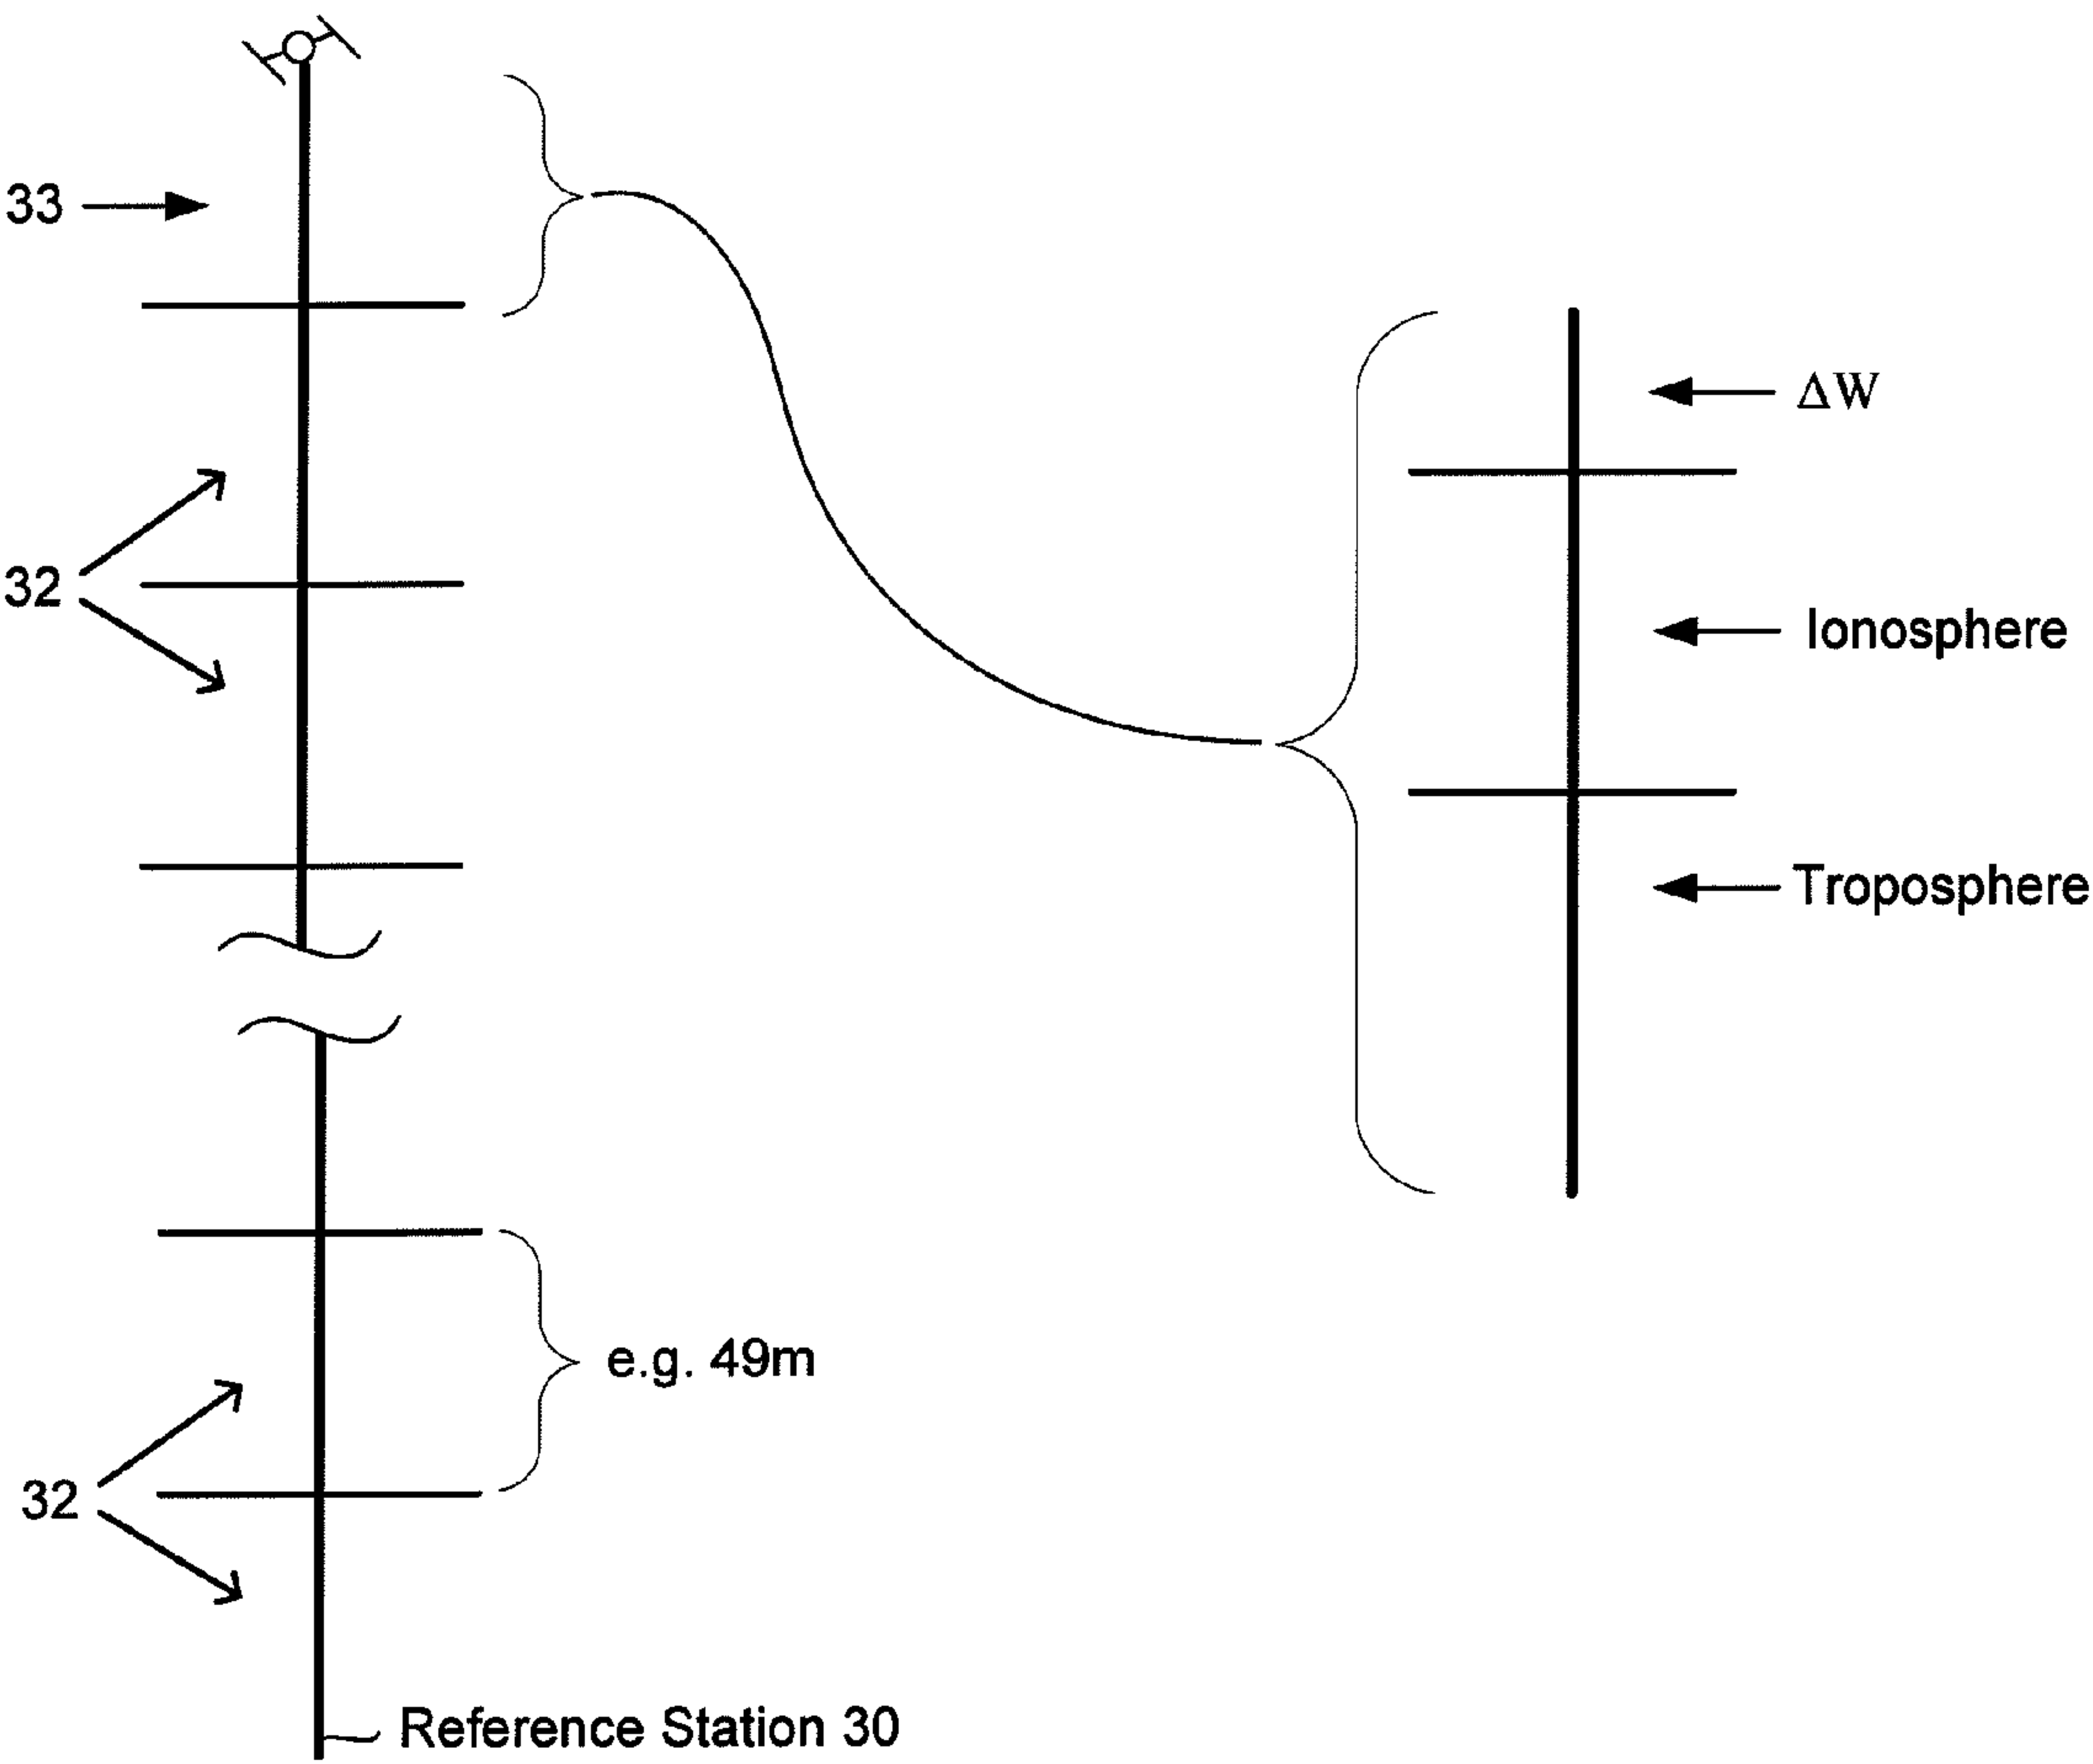 33
ΔW
32
Ionosphere
Troposphere
e.g. 49m
32
Reference Station 30